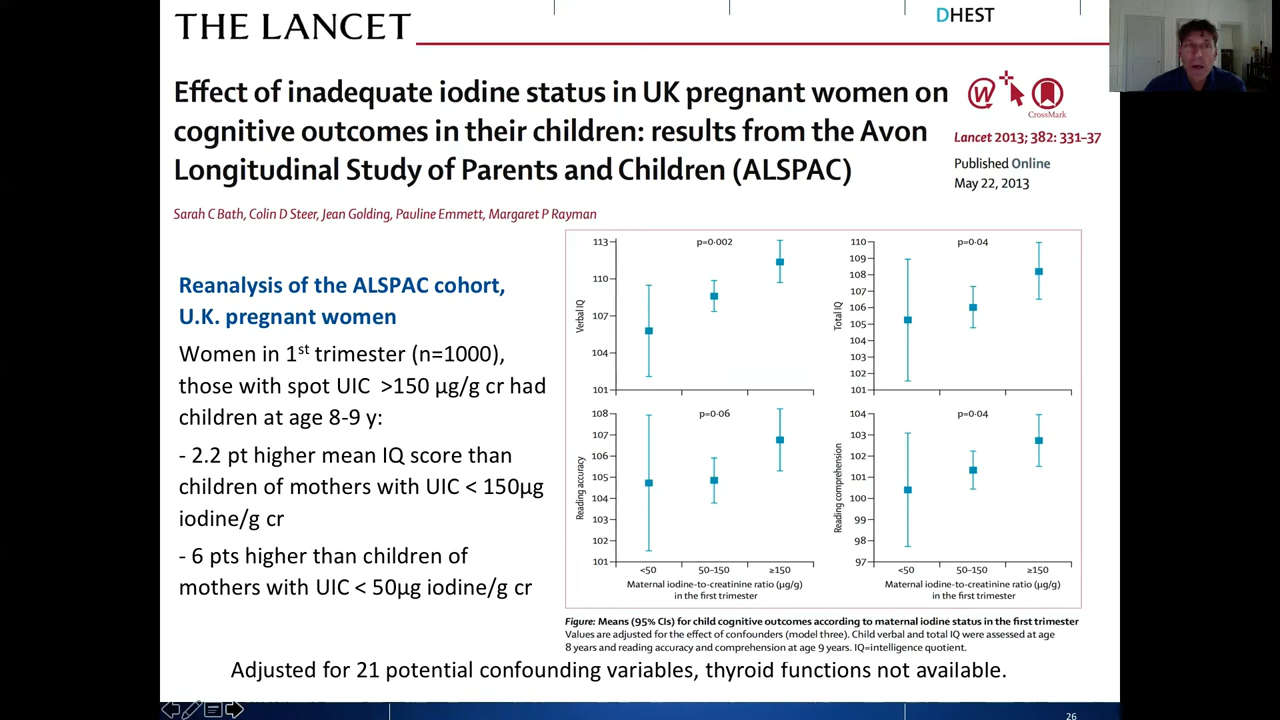 THE LANCET
DHEST
Effect of inadequate iodine status in UK pregnant women on
cognitive outcomes in their children: results from the Avon
Longitudinal Study of Parents and Children (ALSPAC)
W
CrossMark
Lancet 2013; 382: 331–37
Published Online
May 22, 2013
Sarah C Bath, Colin D Steer, Jean Golding, Pauline Emmett, Margaret P Rayman
Reanalysis of the ALSPAC cohort,
U.K. pregnant women
Women in 1st trimester (n=1000),
those with spot UIC >150 µg/g cr had
children at age 8-9 y:
- 2.2 pt higher mean IQ score than
children of mothers with UIC < 150µg
iodine/g cr
- 6 pts higher than children of
mothers with UIC < 50µg iodine/g cr
p=0·002
Verbal IQ
113
110
107
104
101
p=0·04
Total IQ
110
109
108
107
106
105
104
103
102
101
p=0·06
Reading accuracy
108
107
106
105
104
103
102
101
<50 50–150 ≥150
Maternal iodine-to-creatinine ratio (µg/g)
in the first trimester
p=0·04
Reading comprehension
104
103
102
101
100
99
98
97
<50 50–150 ≥150
Maternal iodine-to-creatinine ratio (µg/g)
in the first trimester
Figure: Means (95% CIs) for child cognitive outcomes according to maternal iodine status in the first trimester
Values are adjusted for the effect of confounders (model three). Child verbal and total IQ were assessed at age
8 years and reading accuracy and comprehension at age 9 years. IQ=intelligence quotient.
Adjusted for 21 potential confounding variables, thyroid functions not available.
26